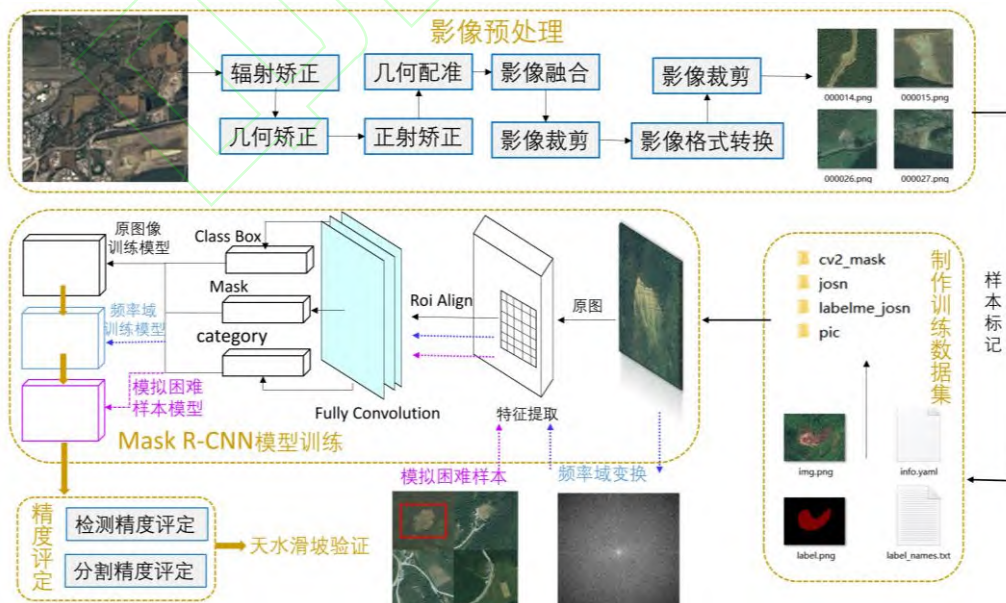 影像预处理
辐射矫正
几何配准
影像融合
影像裁剪
几何矫正
正射矫正
影像裁剪
影像格式转换
000014.png
000015.png
000026.png
000027.png
样本标记
制作训练数据集
cv2_mask
josn
labelme_josn
pic
img.png
info.yaml
label.png
label_names.txt
原图像
训练模型
Class Box
Mask
category
频率域
训练模型
模拟困难
样本模型
Roi Align
原图
Fully Convolution
特征提取
Mask R-CNN模型训练
模拟困难样本
频率域变换
精度评定
检测精度评定
分割精度评定
天水滑坡验证